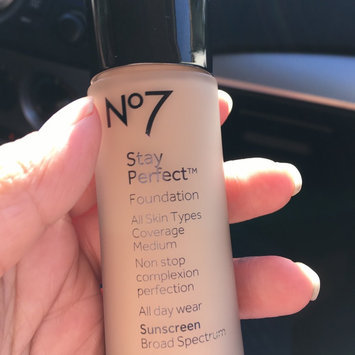 No7
Stay
Perfect™
Foundation
All Skin Types
Coverage
Medium
Non stop
complexion
perfection
All day wear
Sunscreen
Broad Spectrum